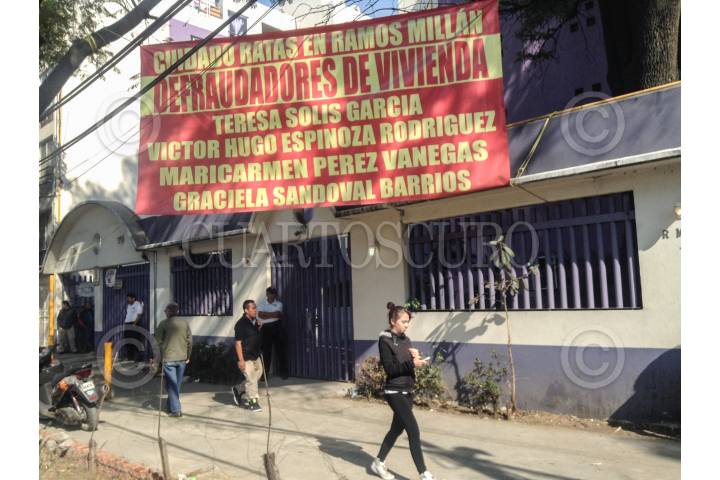 CUIDADO RATAS EN RAMOS MILLÁN
DEFRAUDADORES DE VIVIENDA
TERESA SOLIS GARCIA
VICTOR HUGO ESPINOZA RODRIGUEZ
MARICARMEN PEREZ VANEGAS
GRACIELA SANDOVAL BARRIOS
CUARTOSCURO
©
©
©
©